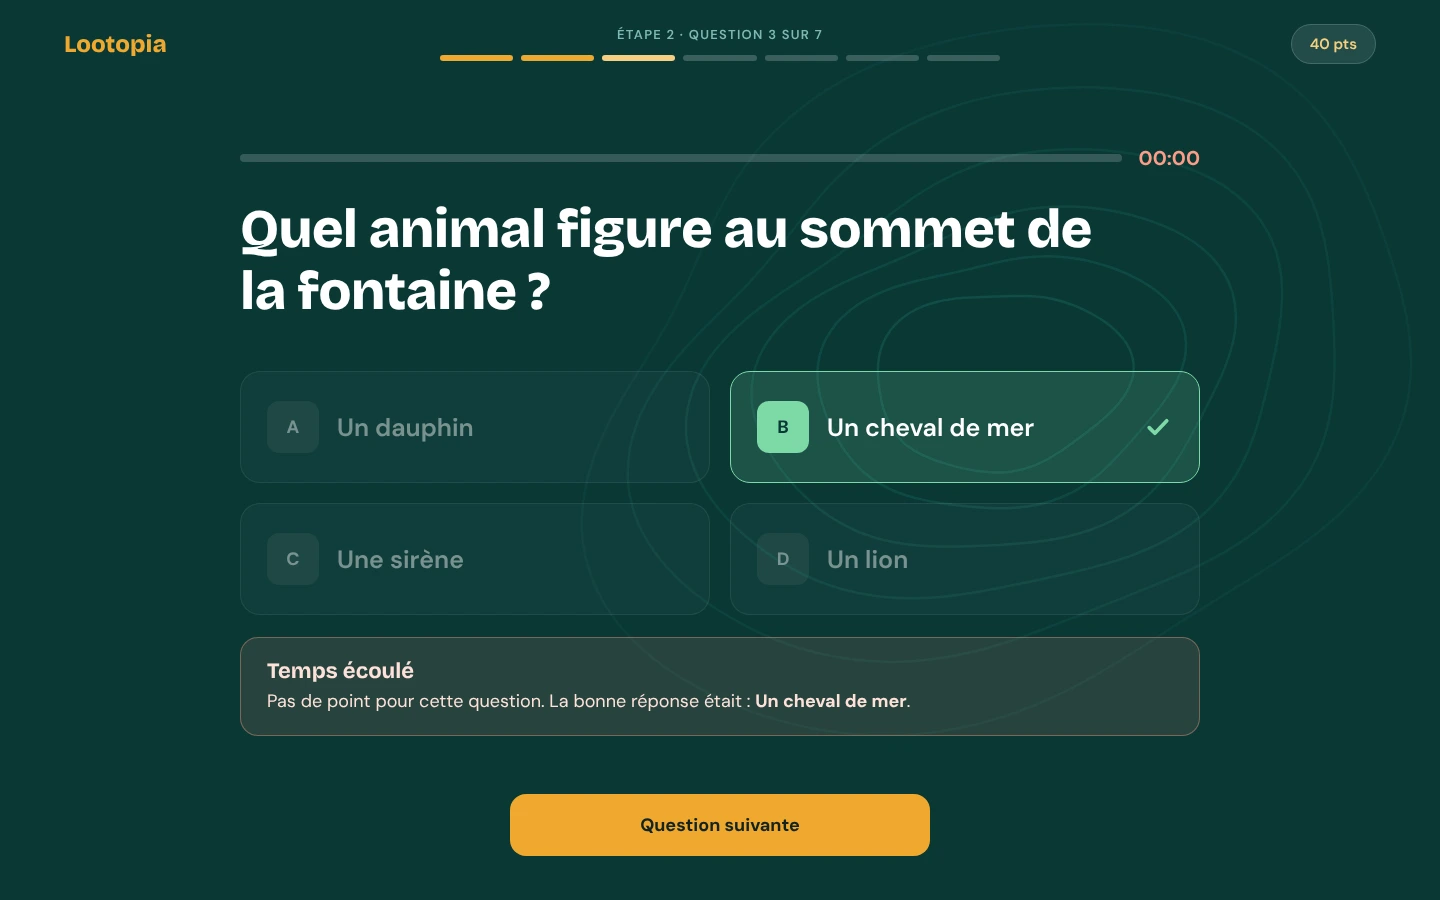 Lootopia
ÉTAPE 2 · QUESTION 3 SUR 7
40 pts
00:00
Quel animal figure au sommet de
la fontaine ?
A
Un dauphin
B
Un cheval de mer
C
Une sirène
D
Un lion
Temps écoulé
Pas de point pour cette question. La bonne réponse était : Un cheval de mer.
Question suivante